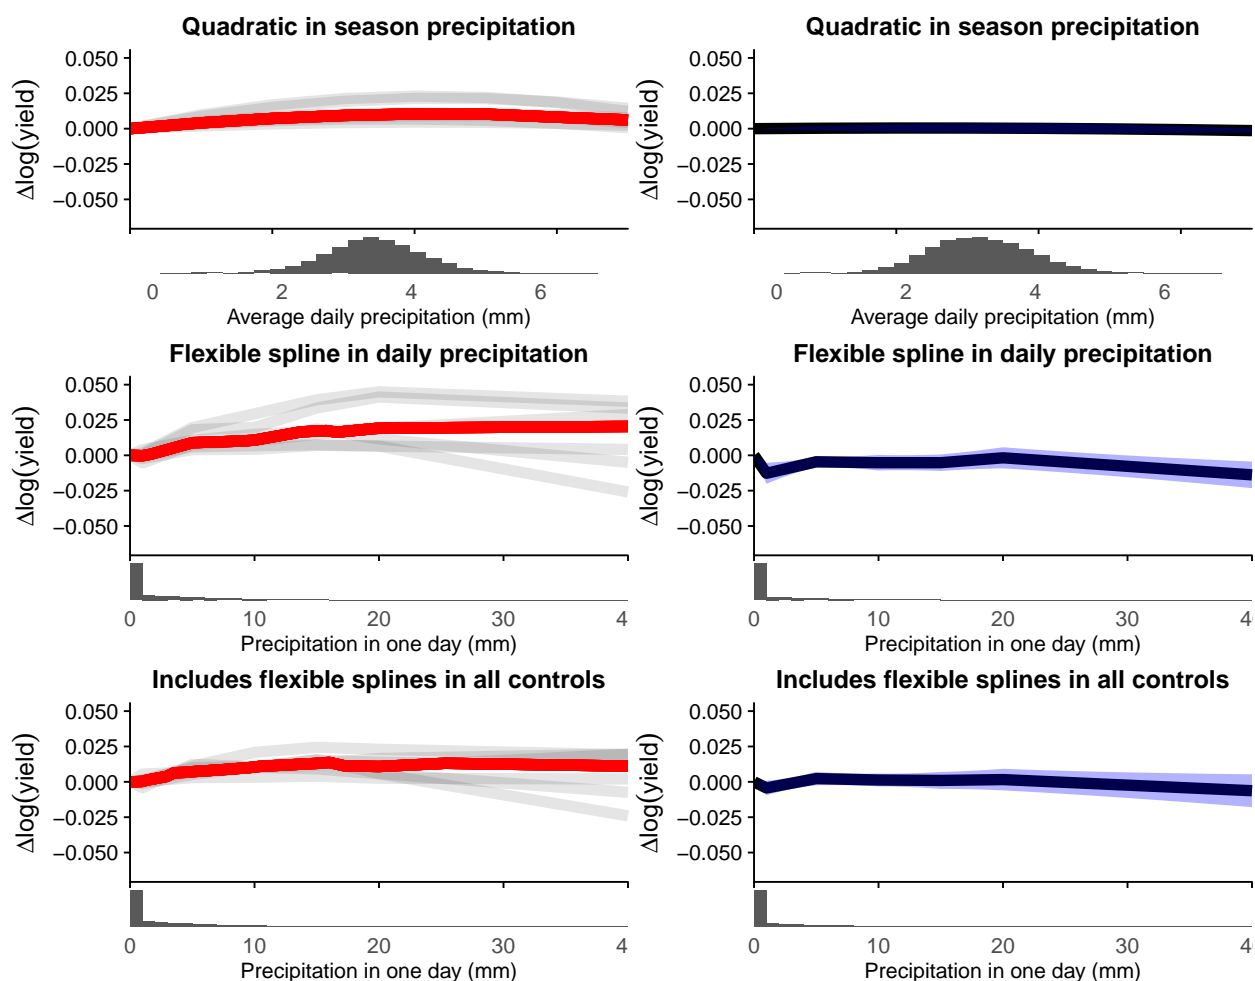 Quadratic in season precipitation
Δlog(yield)
0.050
0.025
0.000
−0.025
−0.050
0 2 4 6
Average daily precipitation (mm)
Quadratic in season precipitation
Δlog(yield)
0.050
0.025
0.000
−0.025
−0.050
0 2 4 6
Average daily precipitation (mm)
Flexible spline in daily precipitation
Δlog(yield)
0.050
0.025
0.000
−0.025
−0.050
0 10 20 30 4
Precipitation in one day (mm)
Flexible spline in daily precipitation
Δlog(yield)
0.050
0.025
0.000
−0.025
−0.050
0 10 20 30 40
Precipitation in one day (mm)
Includes flexible splines in all controls
Δlog(yield)
0.050
0.025
0.000
−0.025
−0.050
0 10 20 30 4
Precipitation in one day (mm)
Includes flexible splines in all controls
Δlog(yield)
0.050
0.025
0.000
−0.025
−0.050
0 10 20 30 40
Precipitation in one day (mm)